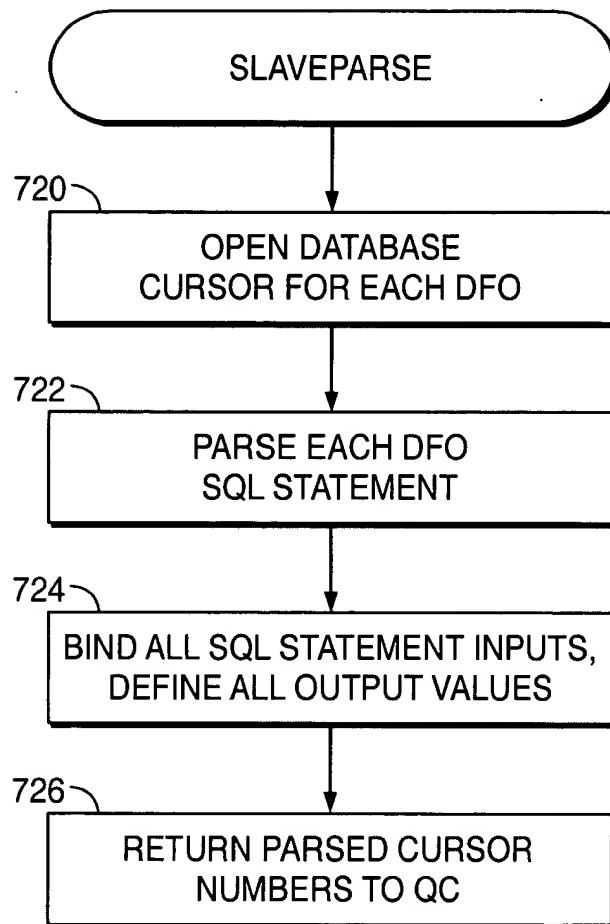 SLAVEPARSE
720
OPEN DATABASE
CURSOR FOR EACH DFO
722
PARSE EACH DFO
SQL STATEMENT
724
BIND ALL SQL STATEMENT INPUTS,
DEFINE ALL OUTPUT VALUES
726
RETURN PARSED CURSOR
NUMBERS TO QC